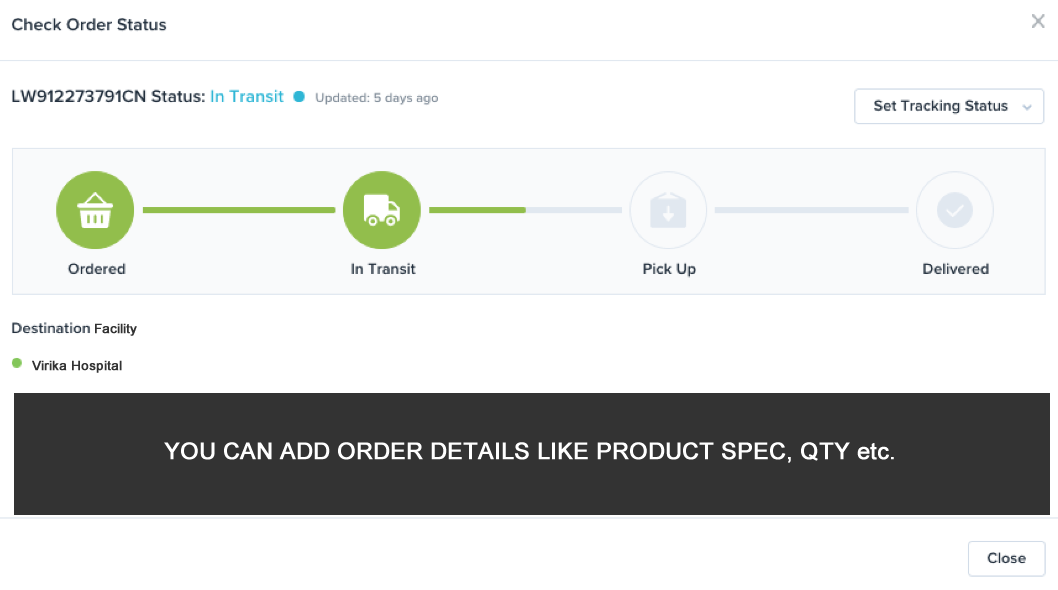 Check Order Status
LW912273791CN Status: In Transit Updated: 5 days ago
Set Tracking Status
Ordered
In Transit
Pick Up
Delivered
Destination Facility
Virika Hospital
YOU CAN ADD ORDER DETAILS LIKE PRODUCT SPEC, QTY etc.
Close